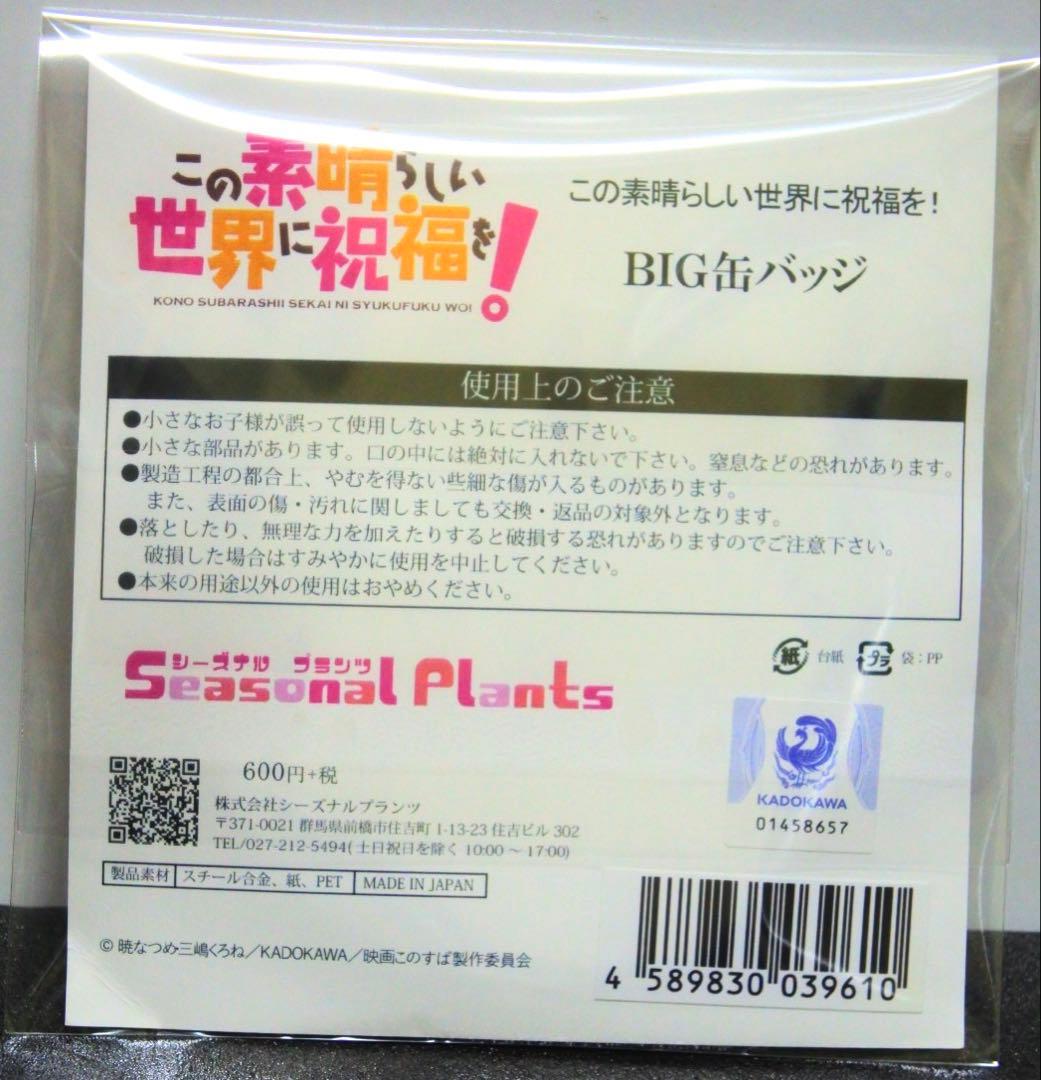 この素晴らしい
世界に祝福を!
KONO SUBARASHII SEKAI NI SYUKUFUKU WO!
この素晴らしい世界に祝福を!
BIG缶バッジ
使用上のご注意
●小さなお子様が誤って使用しないようにご注意下さい。
●小さな部品があります。口の中には絶対に入れないで下さい。窒息などの恐れがあります。
●製造工程の都合上、やむを得ない些細な傷が入るものがあります。
また、表面の傷・汚れに関しましても交換・返品の対象外となります。
●落としたり、無理な力を加えたりすると破損する恐れがありますのでご注意下さい。
破損した場合はすみやかに使用を中止してください。
●本来の用途以外の使用はおやめください。
紙 台紙 プラ 袋:PP
シーズナル プランツ
Seasonal Plants
KADOKAWA
01458657
600円+税
株式会社シーズナルプランツ
〒371-0021 群馬県前橋市住吉町 1-13-23 住吉ビル 302
TEL/027-212-5494( 土日祝日を除く 10:00 ~ 17:00)
製品素材 スチール合金、紙、PET MADE IN JAPAN
© 暁なつめ・三嶋くろね/KADOKAWA/映画このすば製作委員会
4 589830 039610